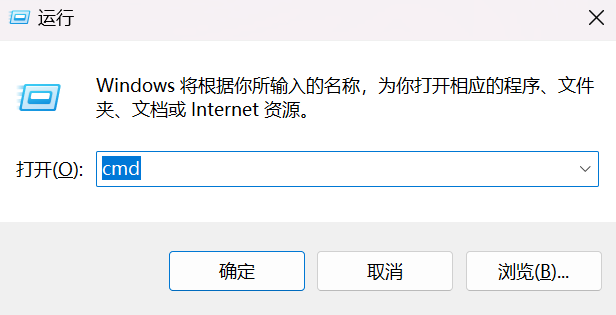 运行
Windows 将根据你所输入的名称，为你打开相应的程序、文件
夹、文档或 Internet 资源。
打开(O): cmd
确定 取消 浏览(B)...